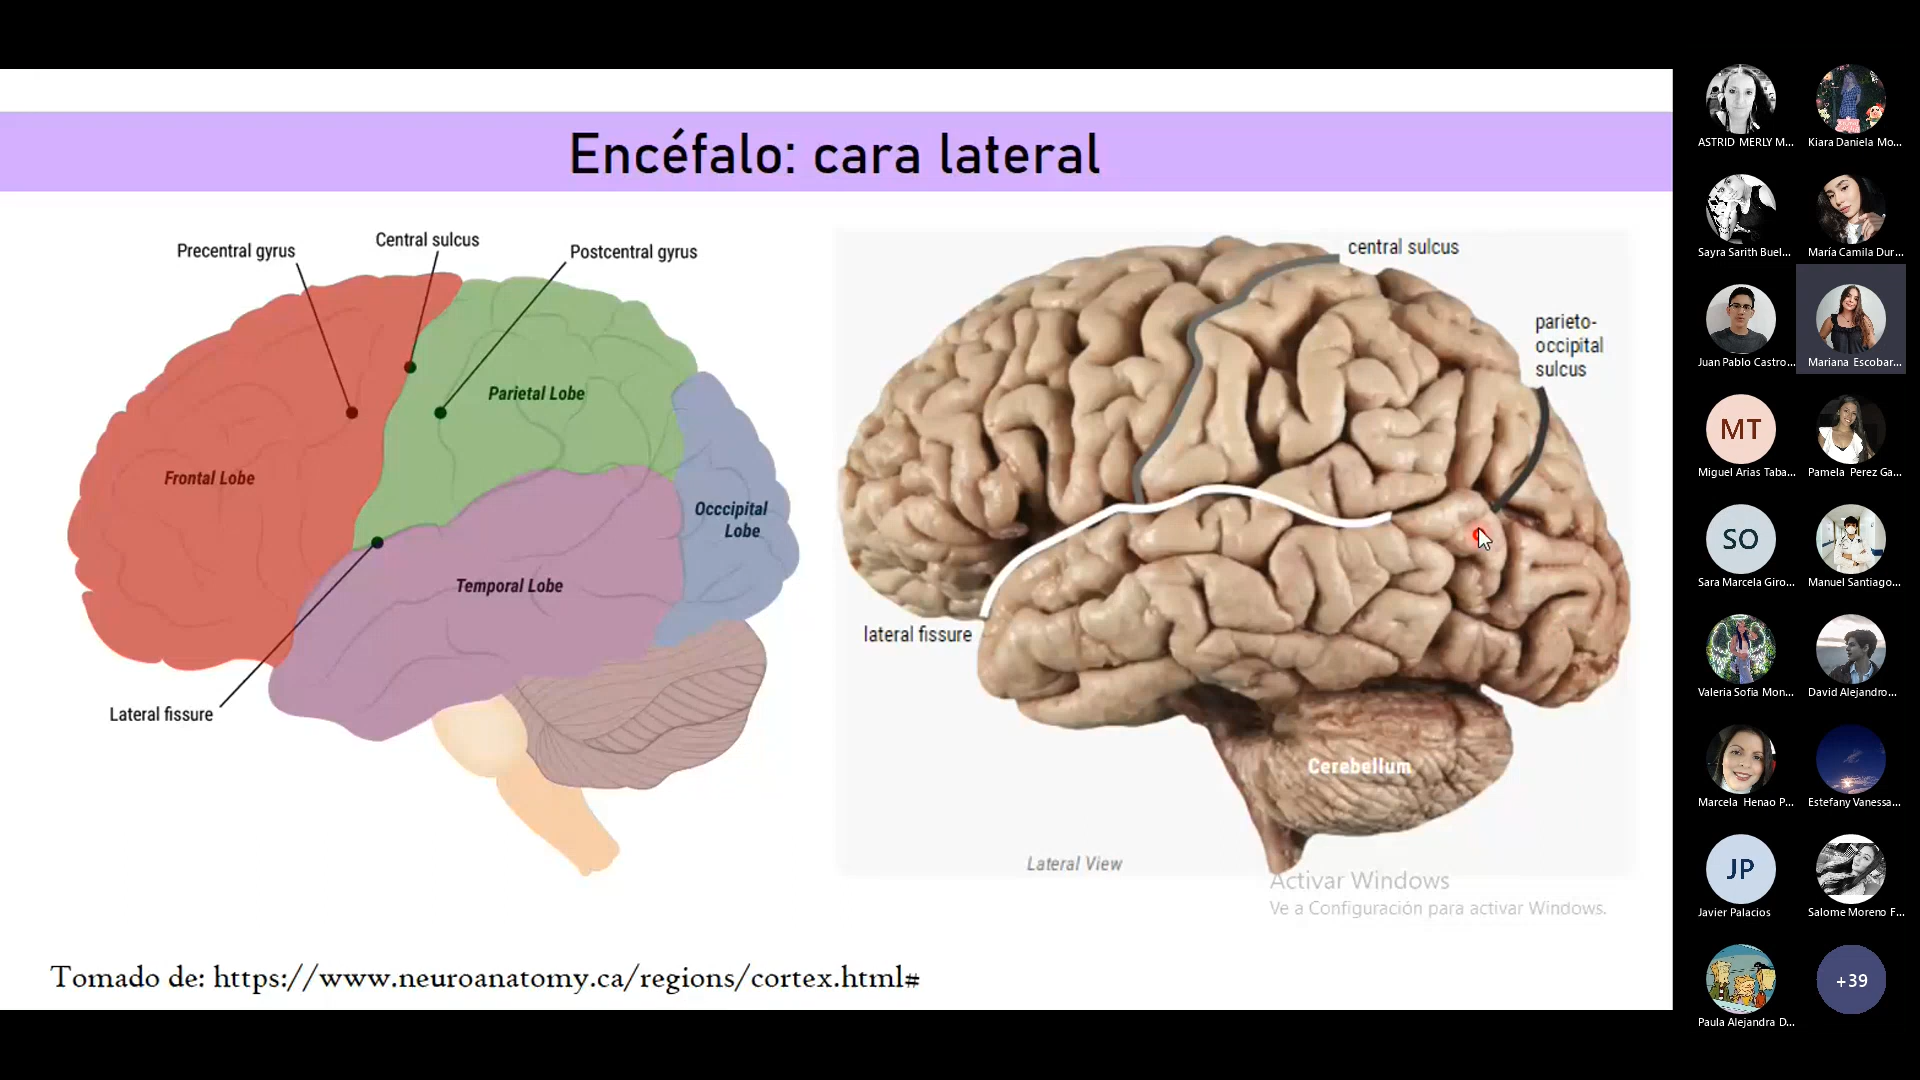 Encéfalo: cara lateral
Precentral gyrus
Central sulcus
Postcentral gyrus
Parietal Lobe
Frontal Lobe
Occcipital
Lobe
Temporal Lobe
Lateral fissure
central sulcus
parieto-
occipital
sulcus
lateral fissure
Cerebellum
Lateral View
Activar Windows
Ve a Configuración para activar Windows.
Tomado de: https://www.neuroanatomy.ca/regions/cortex.html#
ASTRID MERLY M...
Kiara Daniela Mo...
Sayra Sarith Buel...
María Camila Dur...
Juan Pablo Castro...
Mariana Escobar...
MT
Miguel Arias Taba...
Pamela Perez Ga...
SO
Sara Marcela Giro...
Manuel Santiago...
Valeria Sofia Mon...
David Alejandro...
Marcela Henao P...
Estefany Vanessa...
JP
Javier Palacios
Salome Moreno F...
Paula Alejandra D...
+39